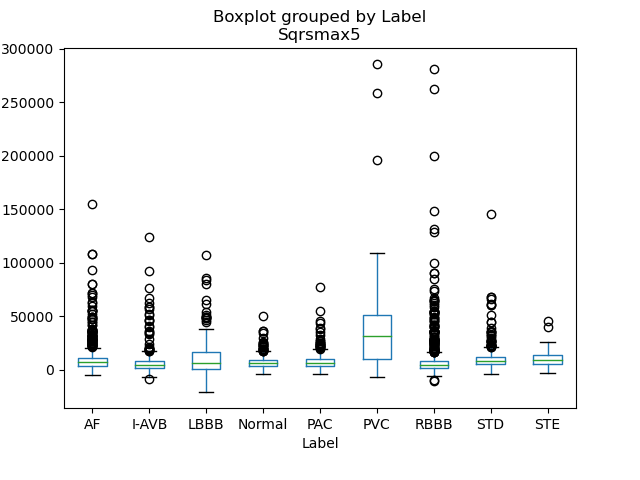 Boxplot grouped by Label
Sqrsmax5
300000
250000
200000
150000
100000
50000
0
AF I-AVB LBBB Normal PAC PVC RBBB STD STE
Label